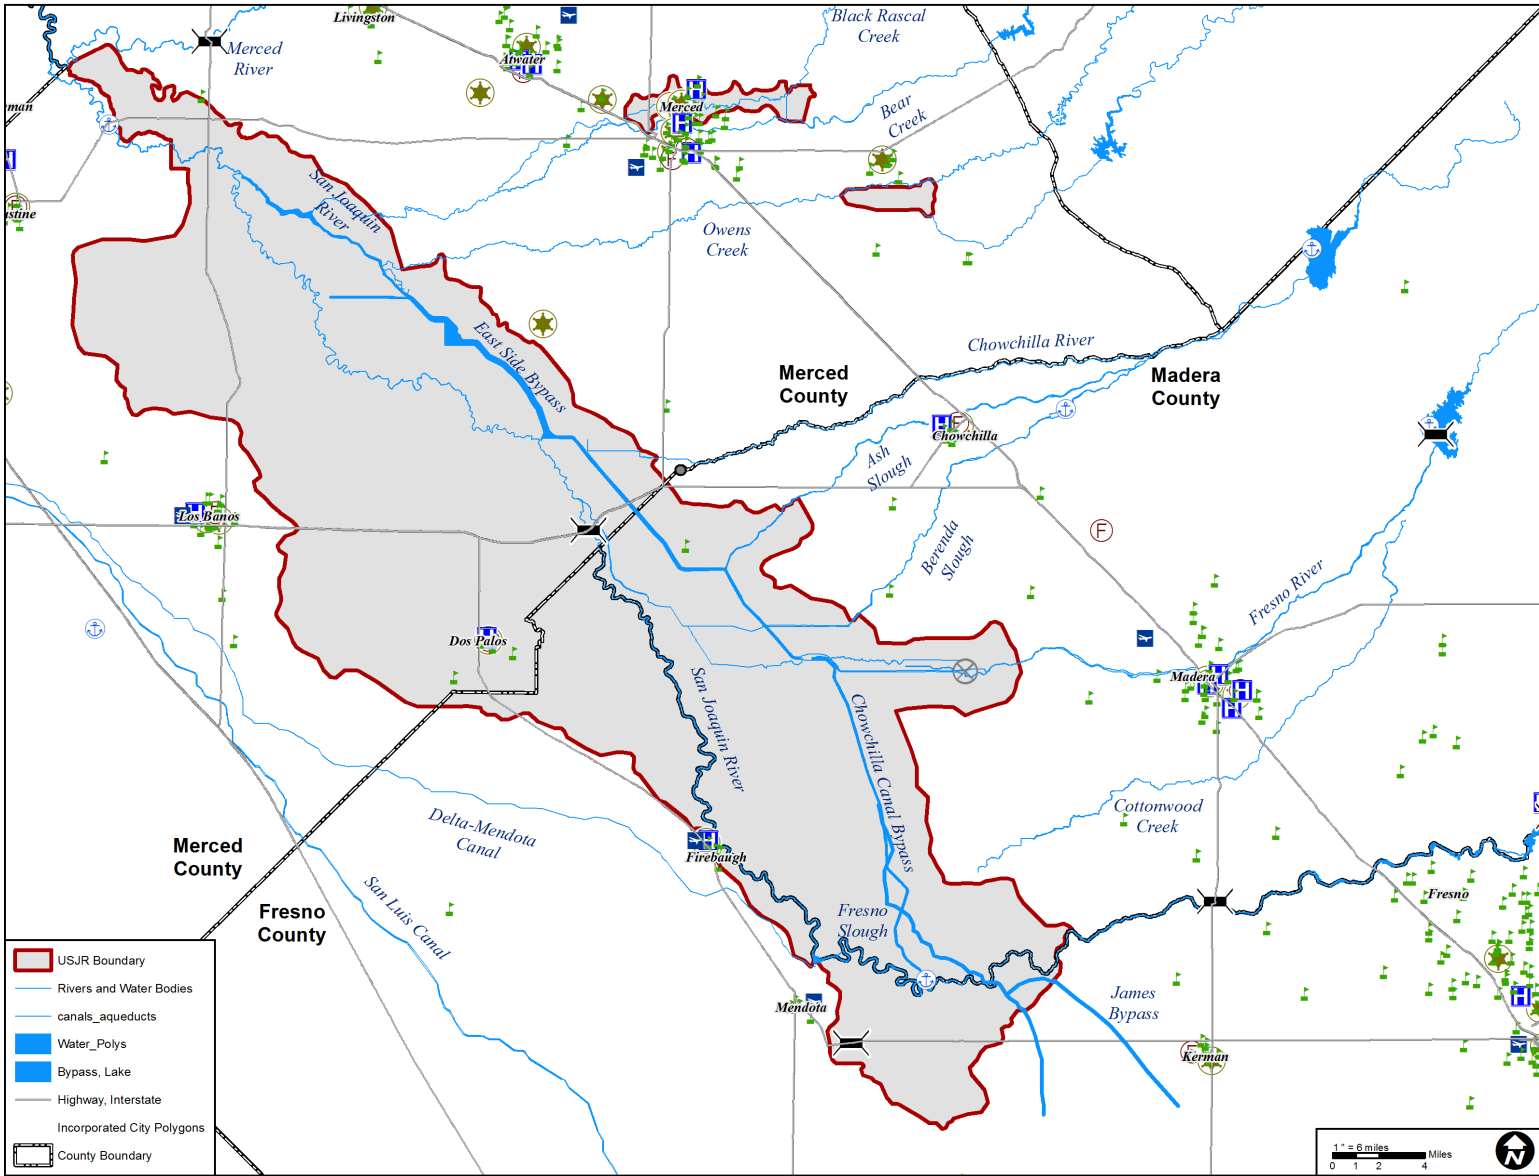 Livingston
Black Rascal
Creek
Merced
River
Atwater
man
Merced
Bear
Creek
San Joaquin
River
stine
Owens
Creek
East Side Bypass
Chowchilla River
Merced
County
Madera
County
Chowchilla
Ash
Slough
Los Banos
Berenda
Slough
F
Fresno River
Dos Palos
Madera
San Joaquin River
Chowchilla Canal Bypass
Cottonwood
Creek
Delta-Mendota
Canal
Merced
County
Firebaugh
San Luis Canal
Fresno
Fresno
County
Fresno
Slough
James
Bypass
Mendota
Kerman
USJR Boundary
Rivers and Water Bodies
canals_aqueducts
Water_Polys
Bypass, Lake
Highway, Interstate
Incorporated City Polygons
County Boundary
1 " = 6 miles
Miles
0 1 2 4
N